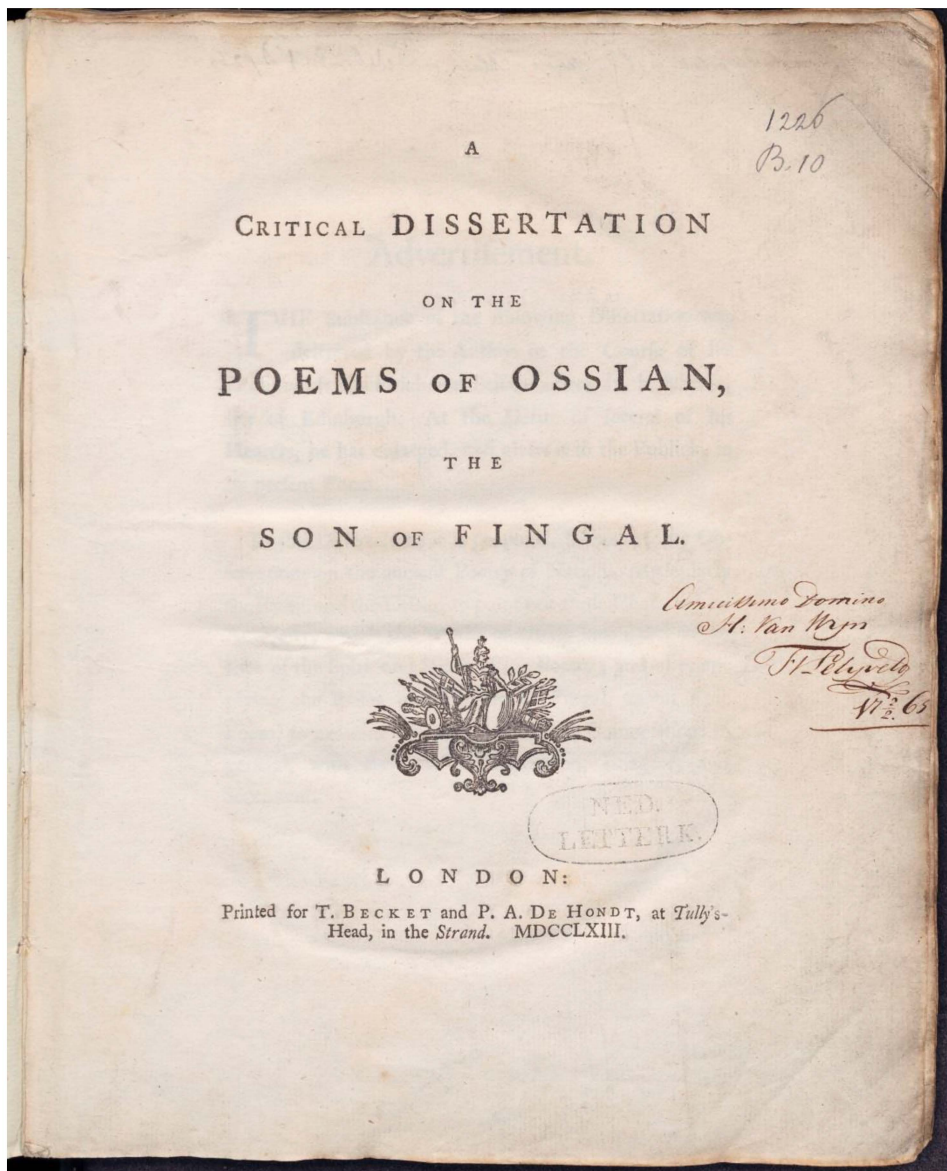 1226
B.10
A
CRITICAL DISSERTATION
ON THE
POEMS OF OSSIAN,
THE
SON OF FINGAL.
Amicissimo Domino
H: Van Wyn
NED.
LETTERK.
LONDON:
Printed for T. BECKET and P. A. DE HONDT, at Tully's-
Head, in the Strand. MDCCLXIII.